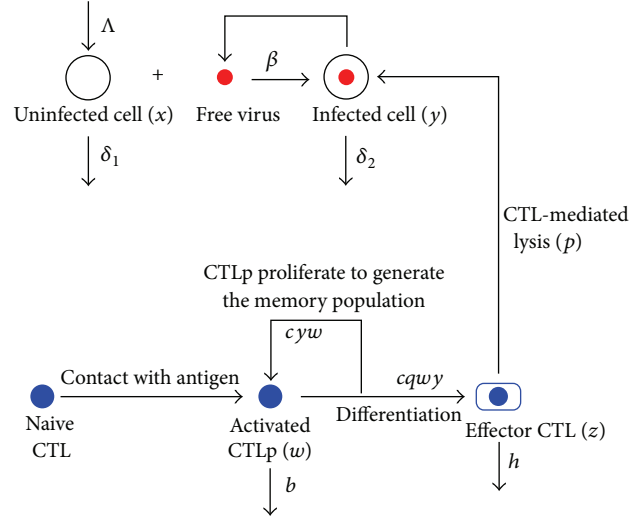 Λ
β
+
Uninfected cell (x)
Free virus
Infected cell (y)
δ₁
δ₂
CTL-mediated
lysis (p)
CTLp proliferate to generate
the memory population
cyw
Contact with antigen
cqwy
Differentiation
Naive
CTL
Activated
CTLp (w)
Effector CTL (z)
b
h